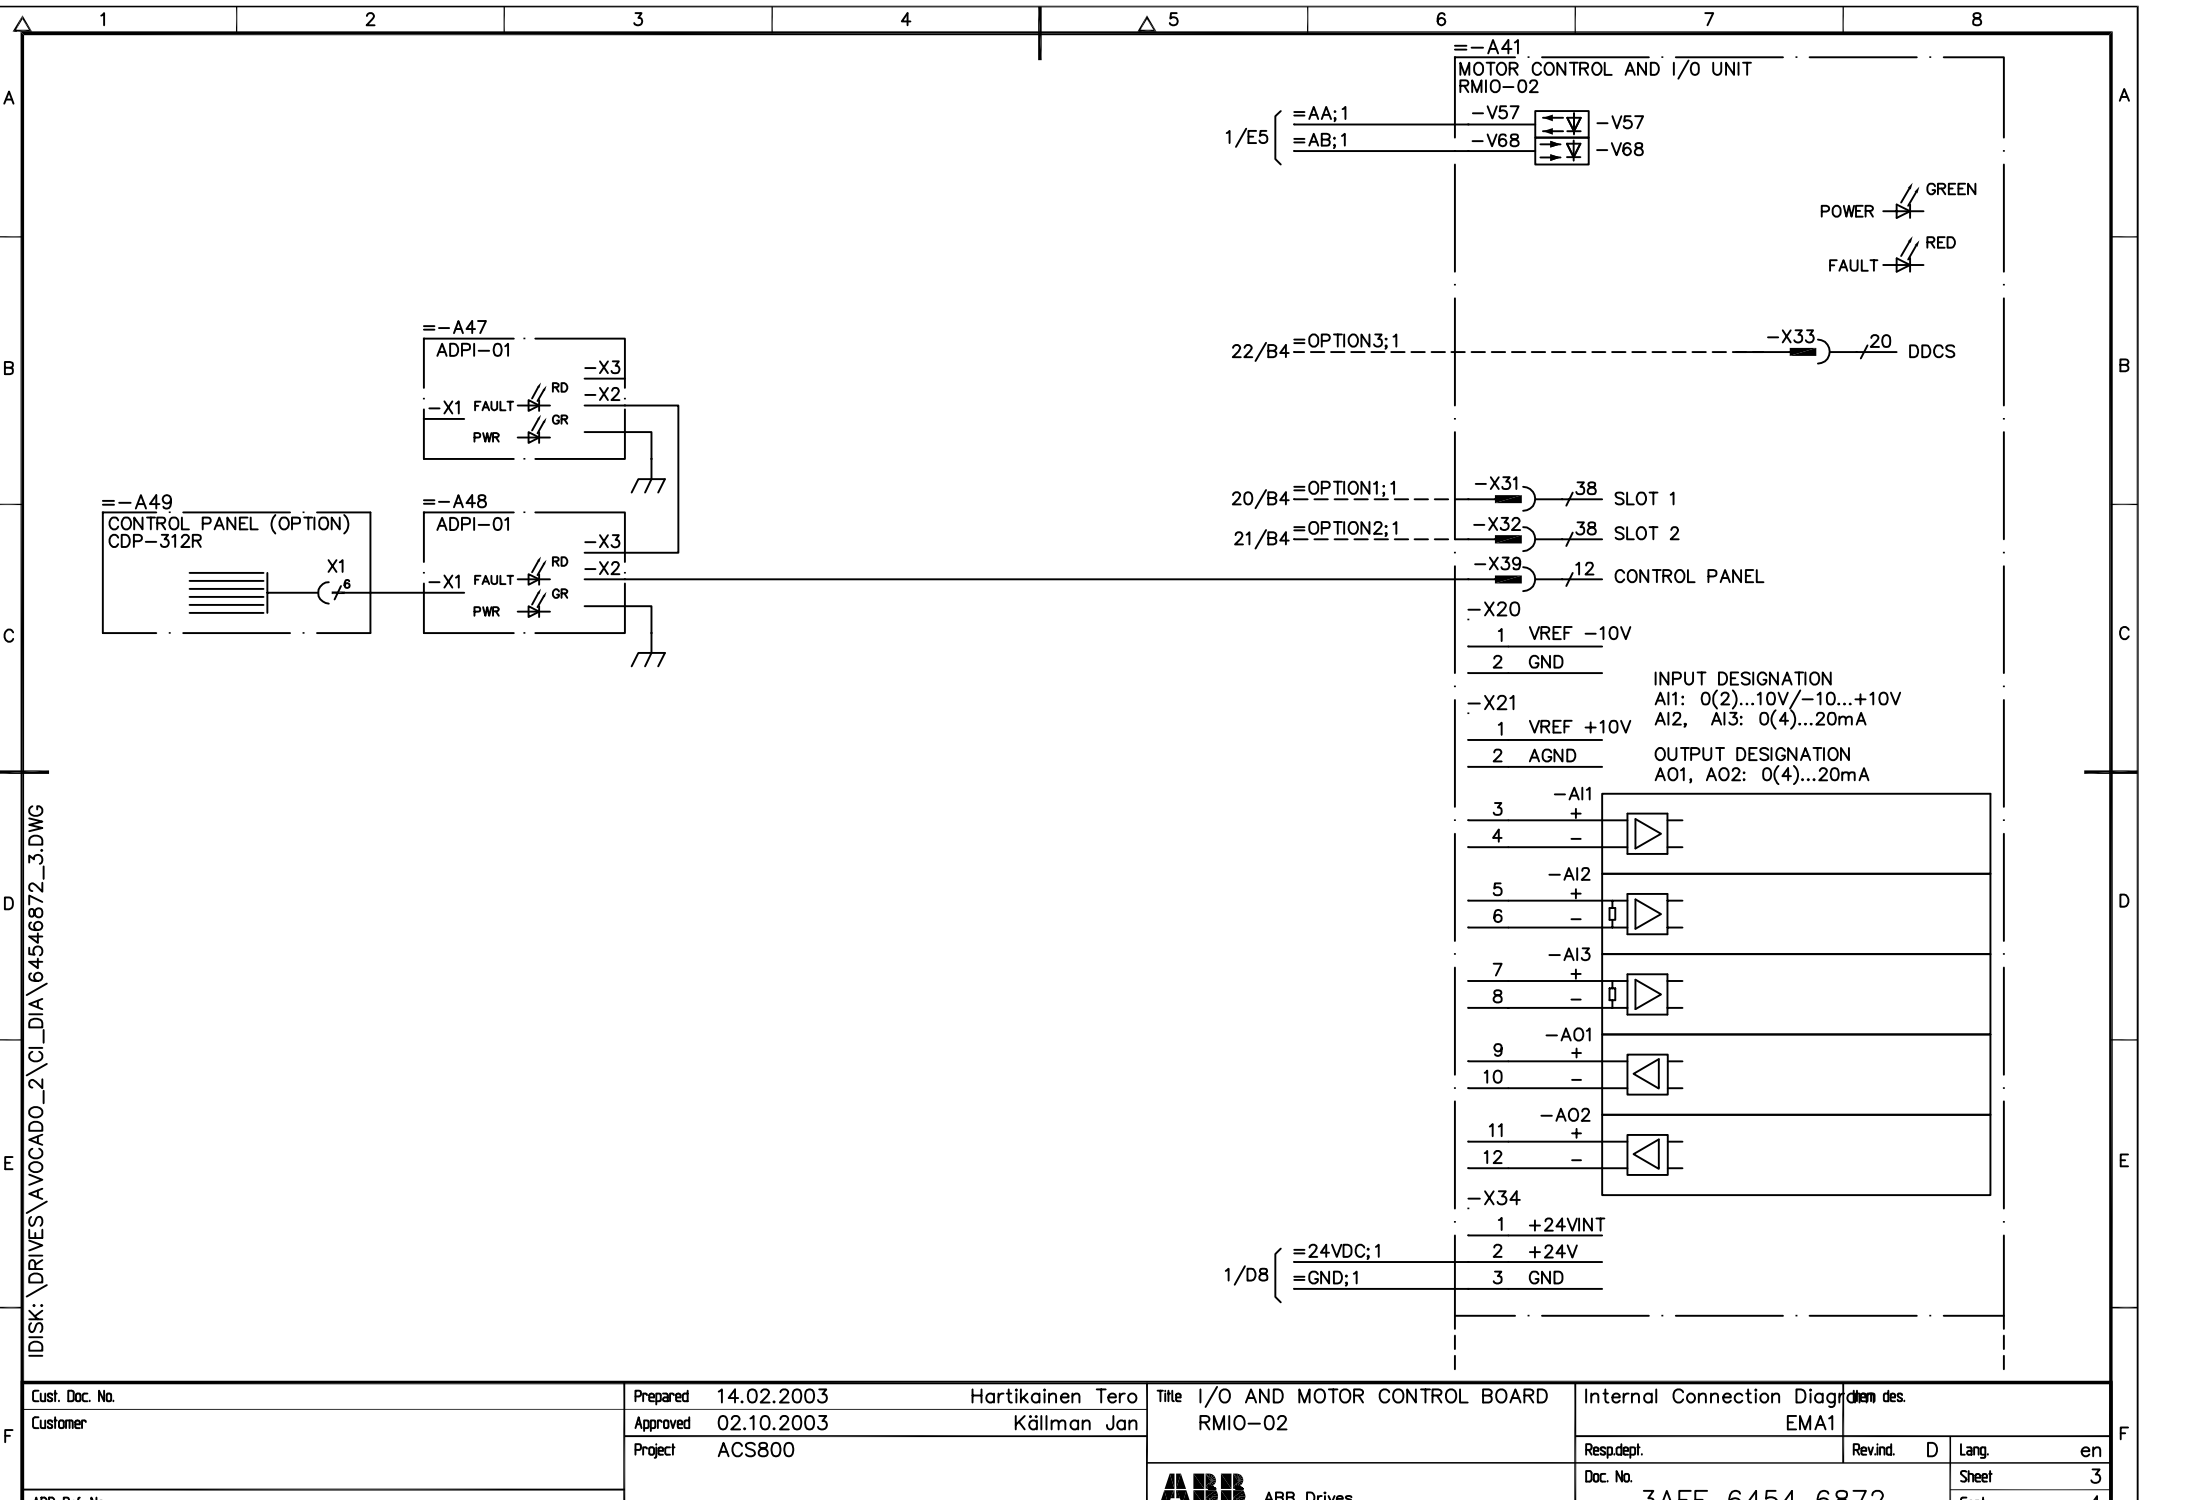 1 2 3 4 5 6 7 8
A
A
B
B
C
C
D
D
E
E
F
F
=-A41
MOTOR CONTROL AND I/O UNIT
RMIO-02
1/E5
=AA;1 -V57 -V57
=AB;1 -V68 -V68
GREEN
POWER
RED
FAULT
22/B4 =OPTION3;1 -X33 20 DDCS
=-A47
ADPI-01
-X3
RD
-X2
-X1 FAULT
GR
PWR
=-A49
CONTROL PANEL (OPTION)
CDP-312R
X1
6
=-A48
ADPI-01
-X3
RD
-X2
-X1 FAULT
GR
PWR
20/B4 =OPTION1;1 -X31 38 SLOT 1
21/B4 =OPTION2;1 -X32 38 SLOT 2
-X39 12 CONTROL PANEL
-X20
1 VREF -10V
2 GND
INPUT DESIGNATION
AI1: 0(2)...10V/-10...+10V
AI2, AI3: 0(4)...20mA
-X21
1 VREF +10V
2 AGND
OUTPUT DESIGNATION
AO1, AO2: 0(4)...20mA
-AI1
3 +
4 -
-AI2
5 +
6 -
-AI3
7 +
8 -
-AO1
9 +
10 -
-AO2
11 +
12 -
-X34
1 +24VINT
1/D8
=24VDC;1 2 +24V
=GND;1 3 GND
IDISK:\DRIVES\AVOCADO_2\CI_DIA\64546872_3.DWG
Cust. Doc. No.
Customer
Prepared 14.02.2003 Hartikainen Tero
Approved 02.10.2003 Källman Jan
Project ACS800
Title I/O AND MOTOR CONTROL BOARD
RMIO-02
ABB ABB Drives
Internal Connection Diagram
EMA1
Item des.
Resp.dept.
Rev.ind. D
Lang. en
Doc. No.
3AFE 6454 6872
Sheet 3